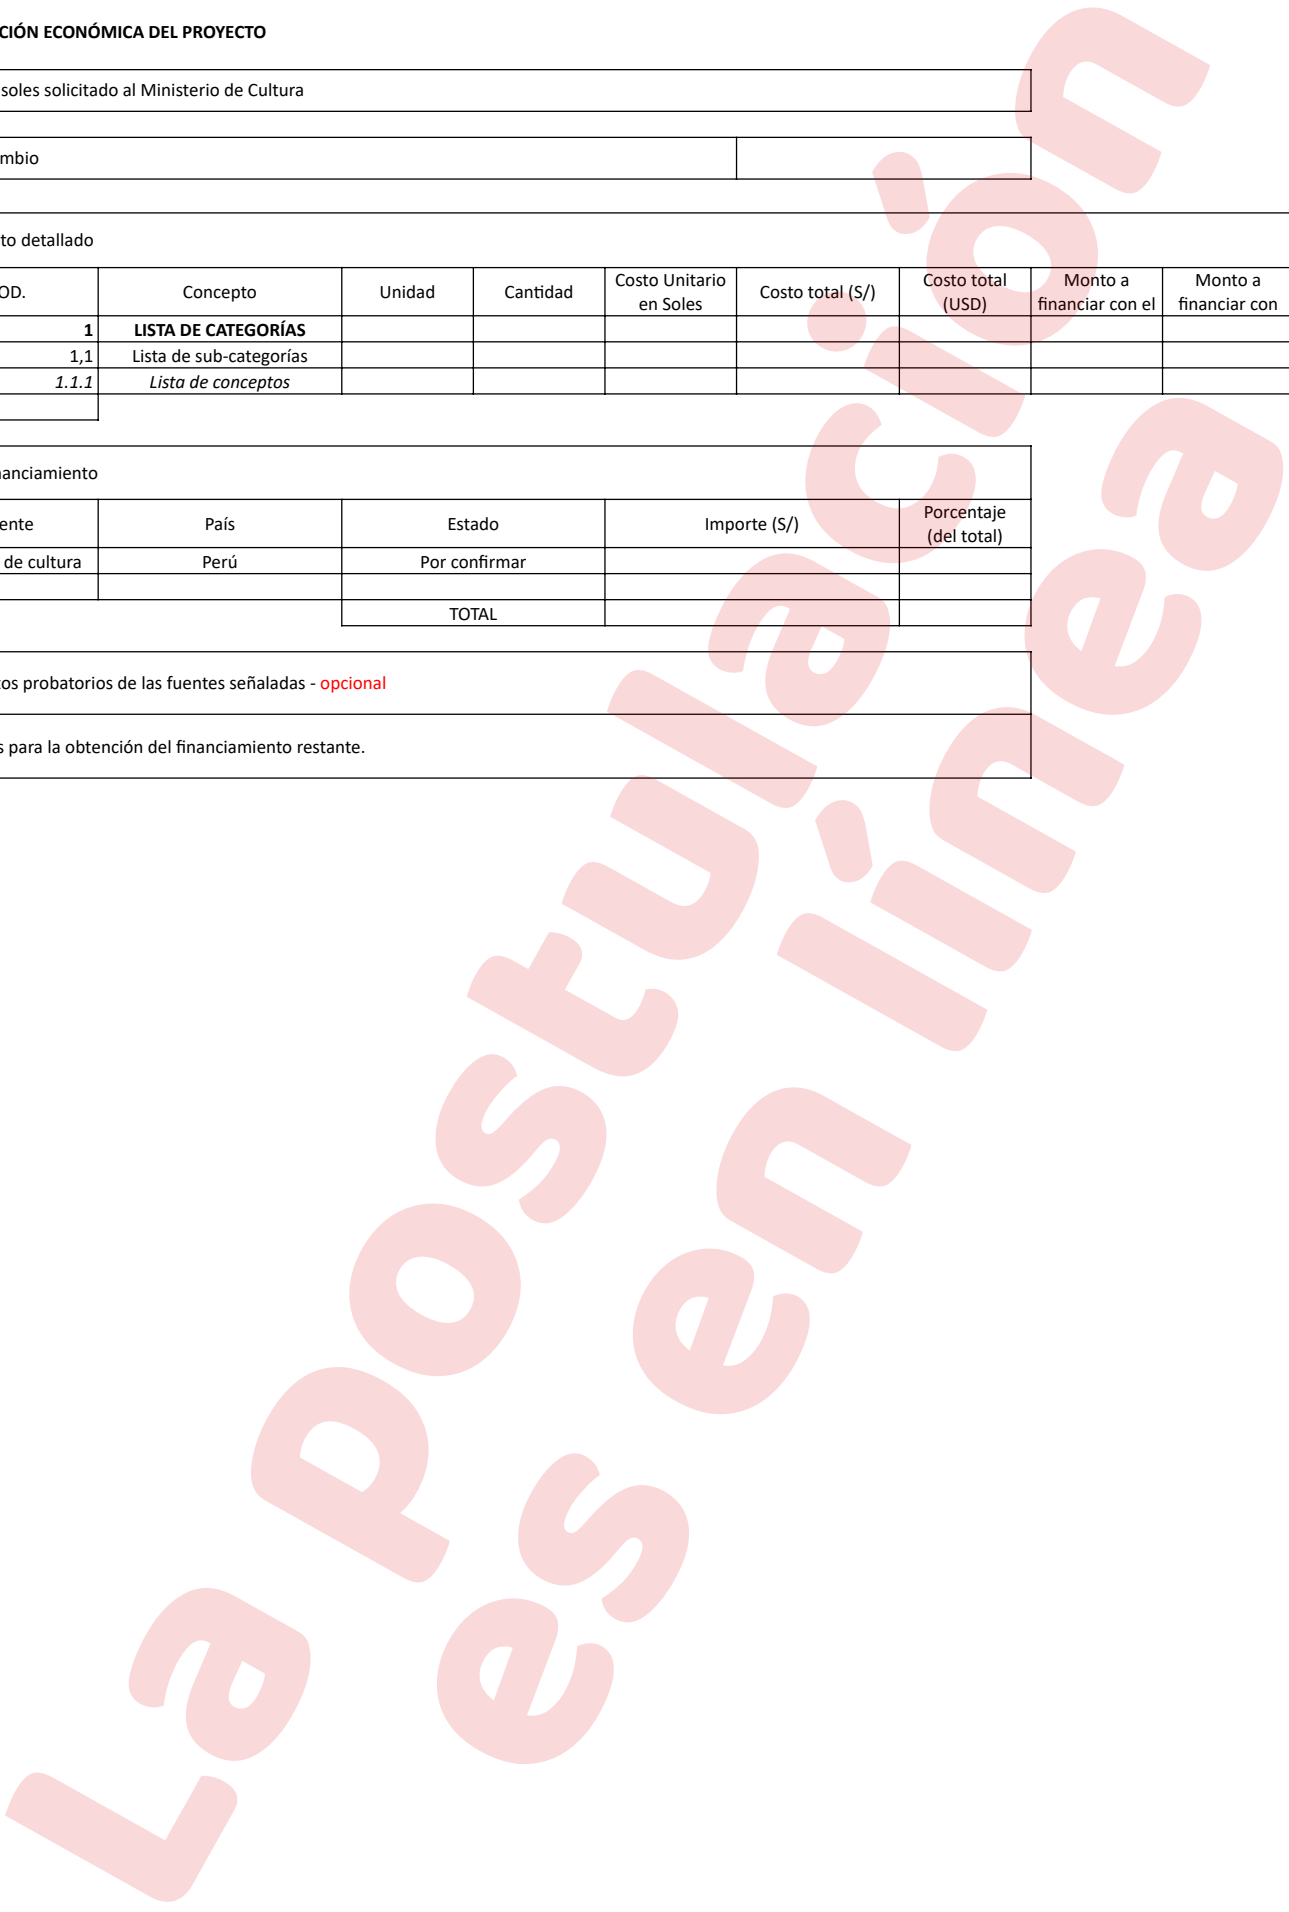 CIÓN ECONÓMICA DEL PROYECTO
soles solicitado al Ministerio de Cultura
mbio
to detallado
OD. Concepto Unidad Cantidad Costo Unitario en Soles Costo total (S/) Costo total (USD) Monto a financiar con el Monto a financiar con
1 LISTA DE CATEGORÍAS
1,1 Lista de sub-categorías
1.1.1 Lista de conceptos
nanciamiento
ente País Estado Importe (S/) Porcentaje (del total)
de cultura Perú Por confirmar
TOTAL
tos probatorios de las fuentes señaladas - opcional
s para la obtención del financiamiento restante.
La postulación
es en línea